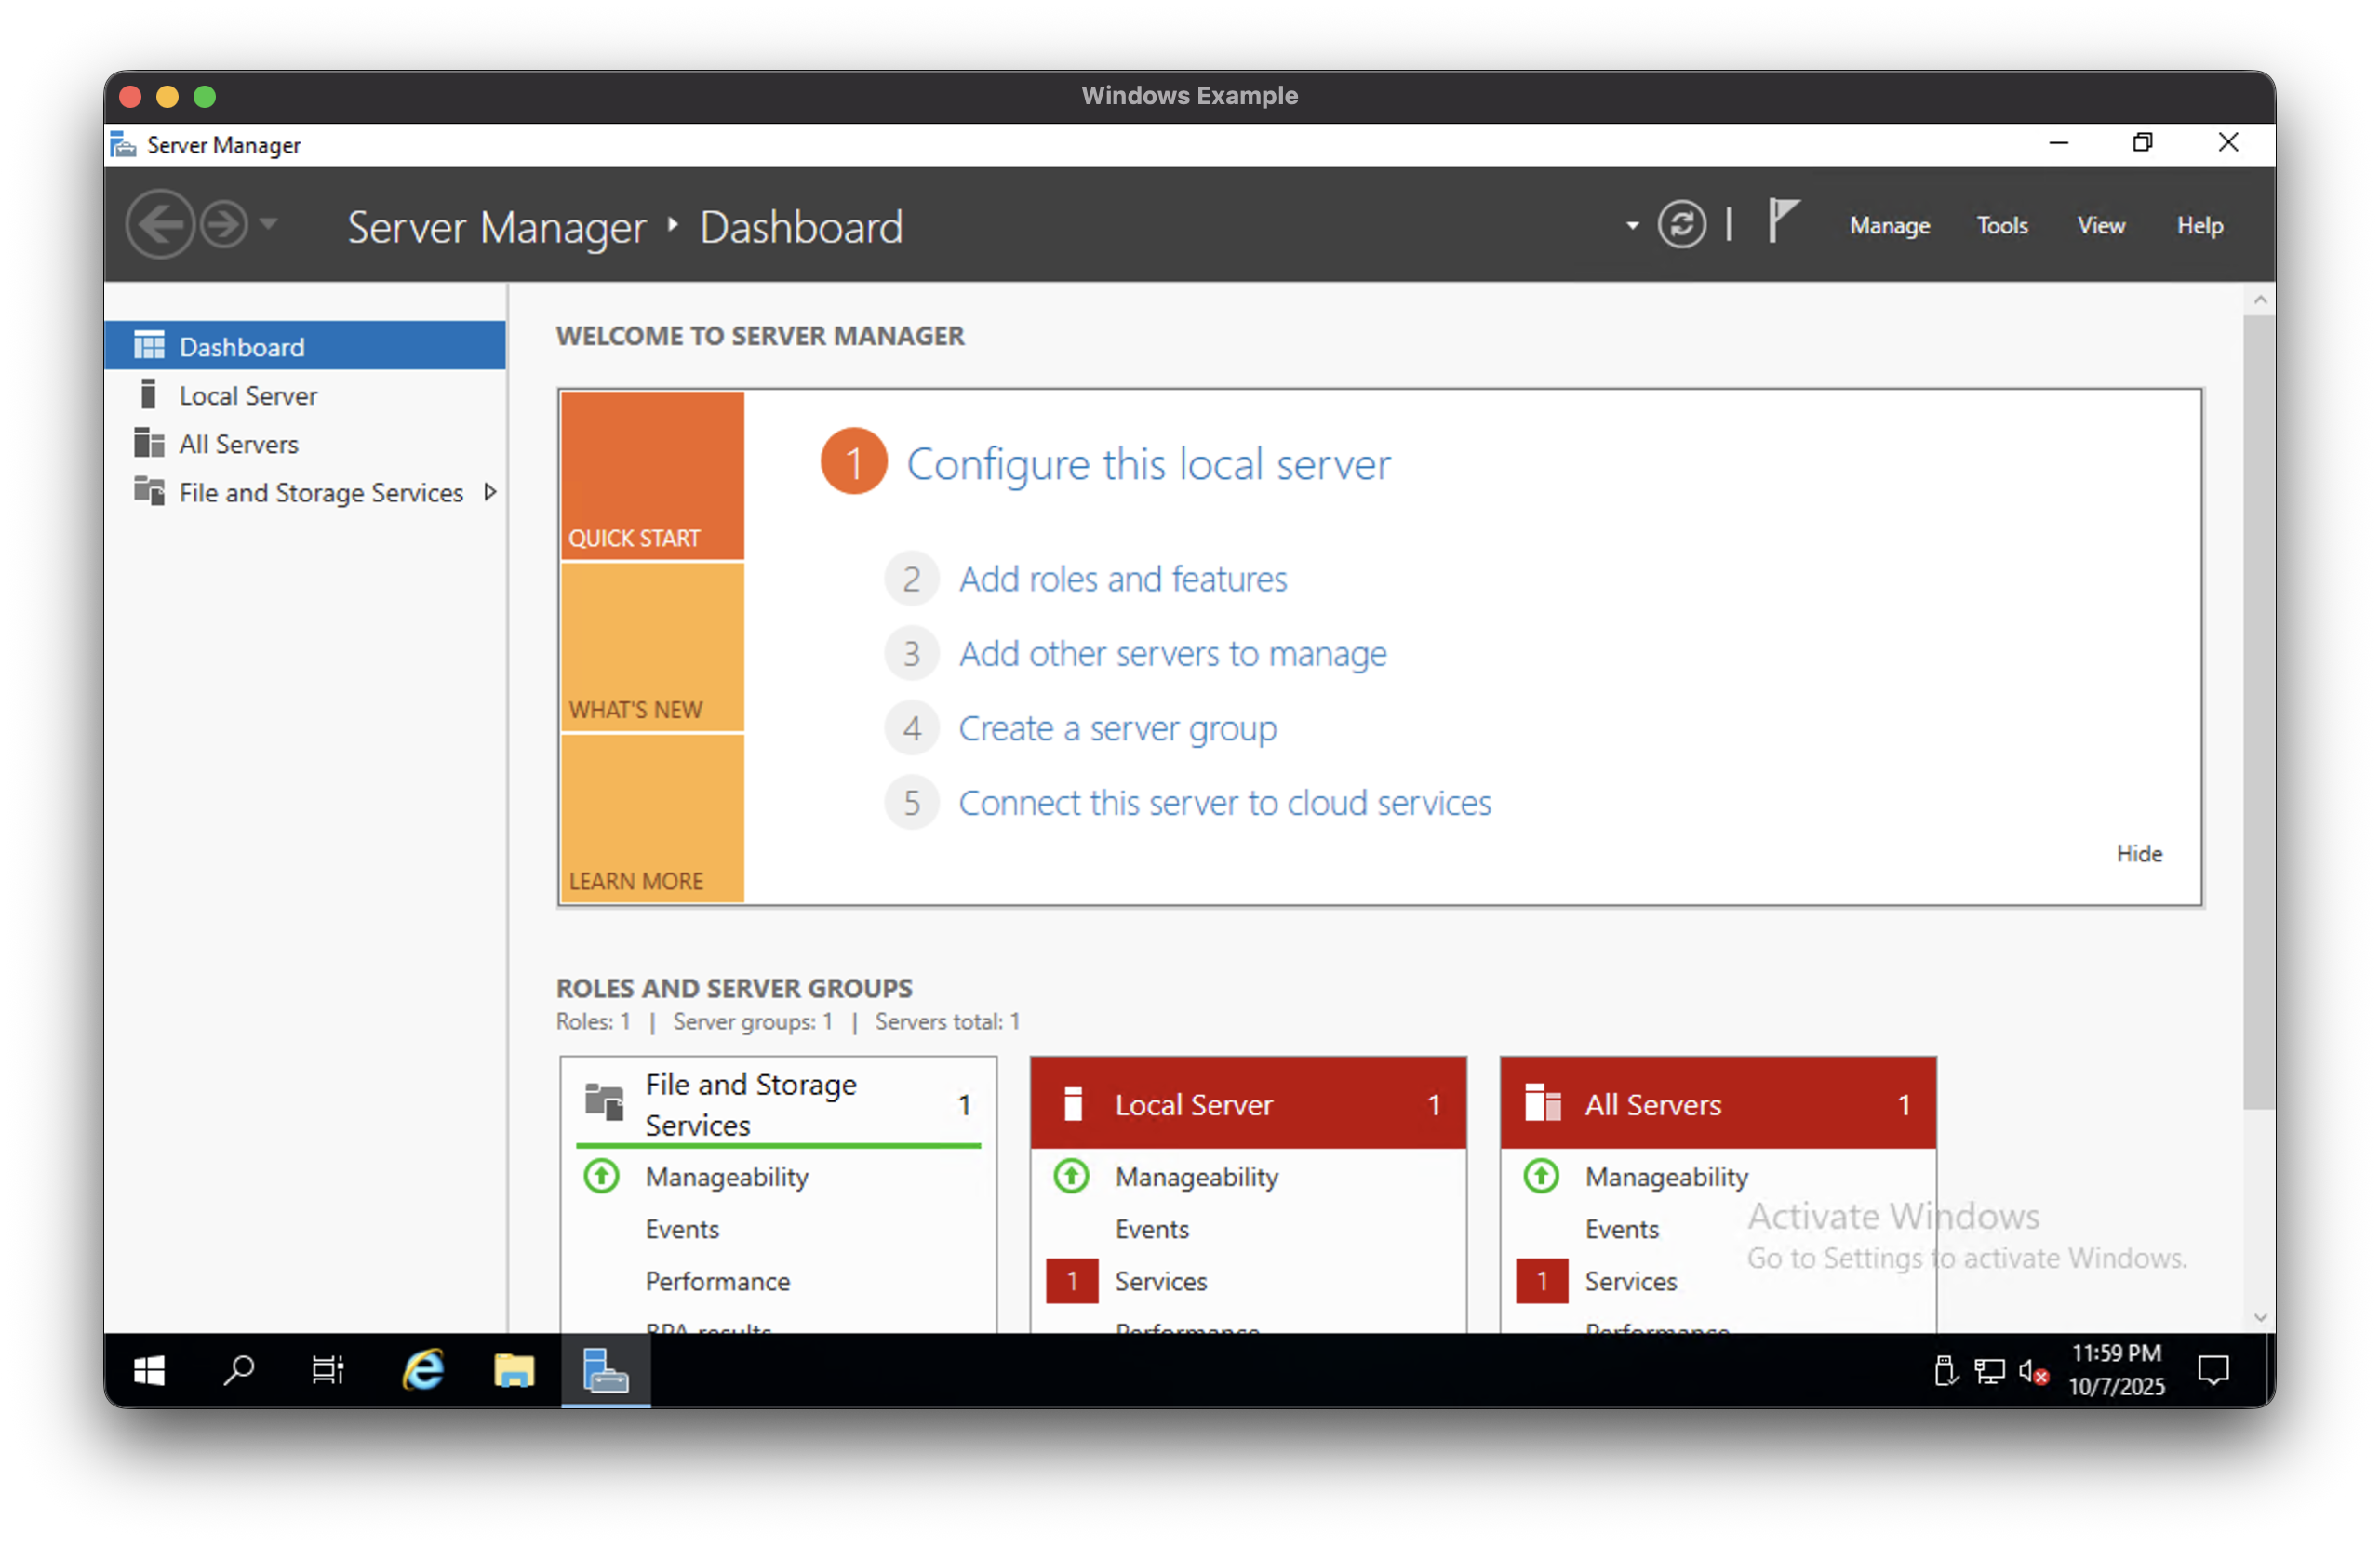 Windows Example
Server Manager
Server Manager Dashboard
Manage Tools View Help
Dashboard
Local Server
All Servers
File and Storage Services
WELCOME TO SERVER MANAGER
QUICK START
WHAT'S NEW
LEARN MORE
1 Configure this local server
2 Add roles and features
3 Add other servers to manage
4 Create a server group
5 Connect this server to cloud services
Hide
ROLES AND SERVER GROUPS
Roles: 1 | Server groups: 1 | Servers total: 1
File and Storage
Services
1
Manageability
Events
Performance
BPA results
Local Server 1
Manageability
Events
1 Services
Performance
All Servers 1
Manageability
Events
1 Services
Performance
Activate Windows
Go to Settings to activate Windows.
11:59 PM
10/7/2025